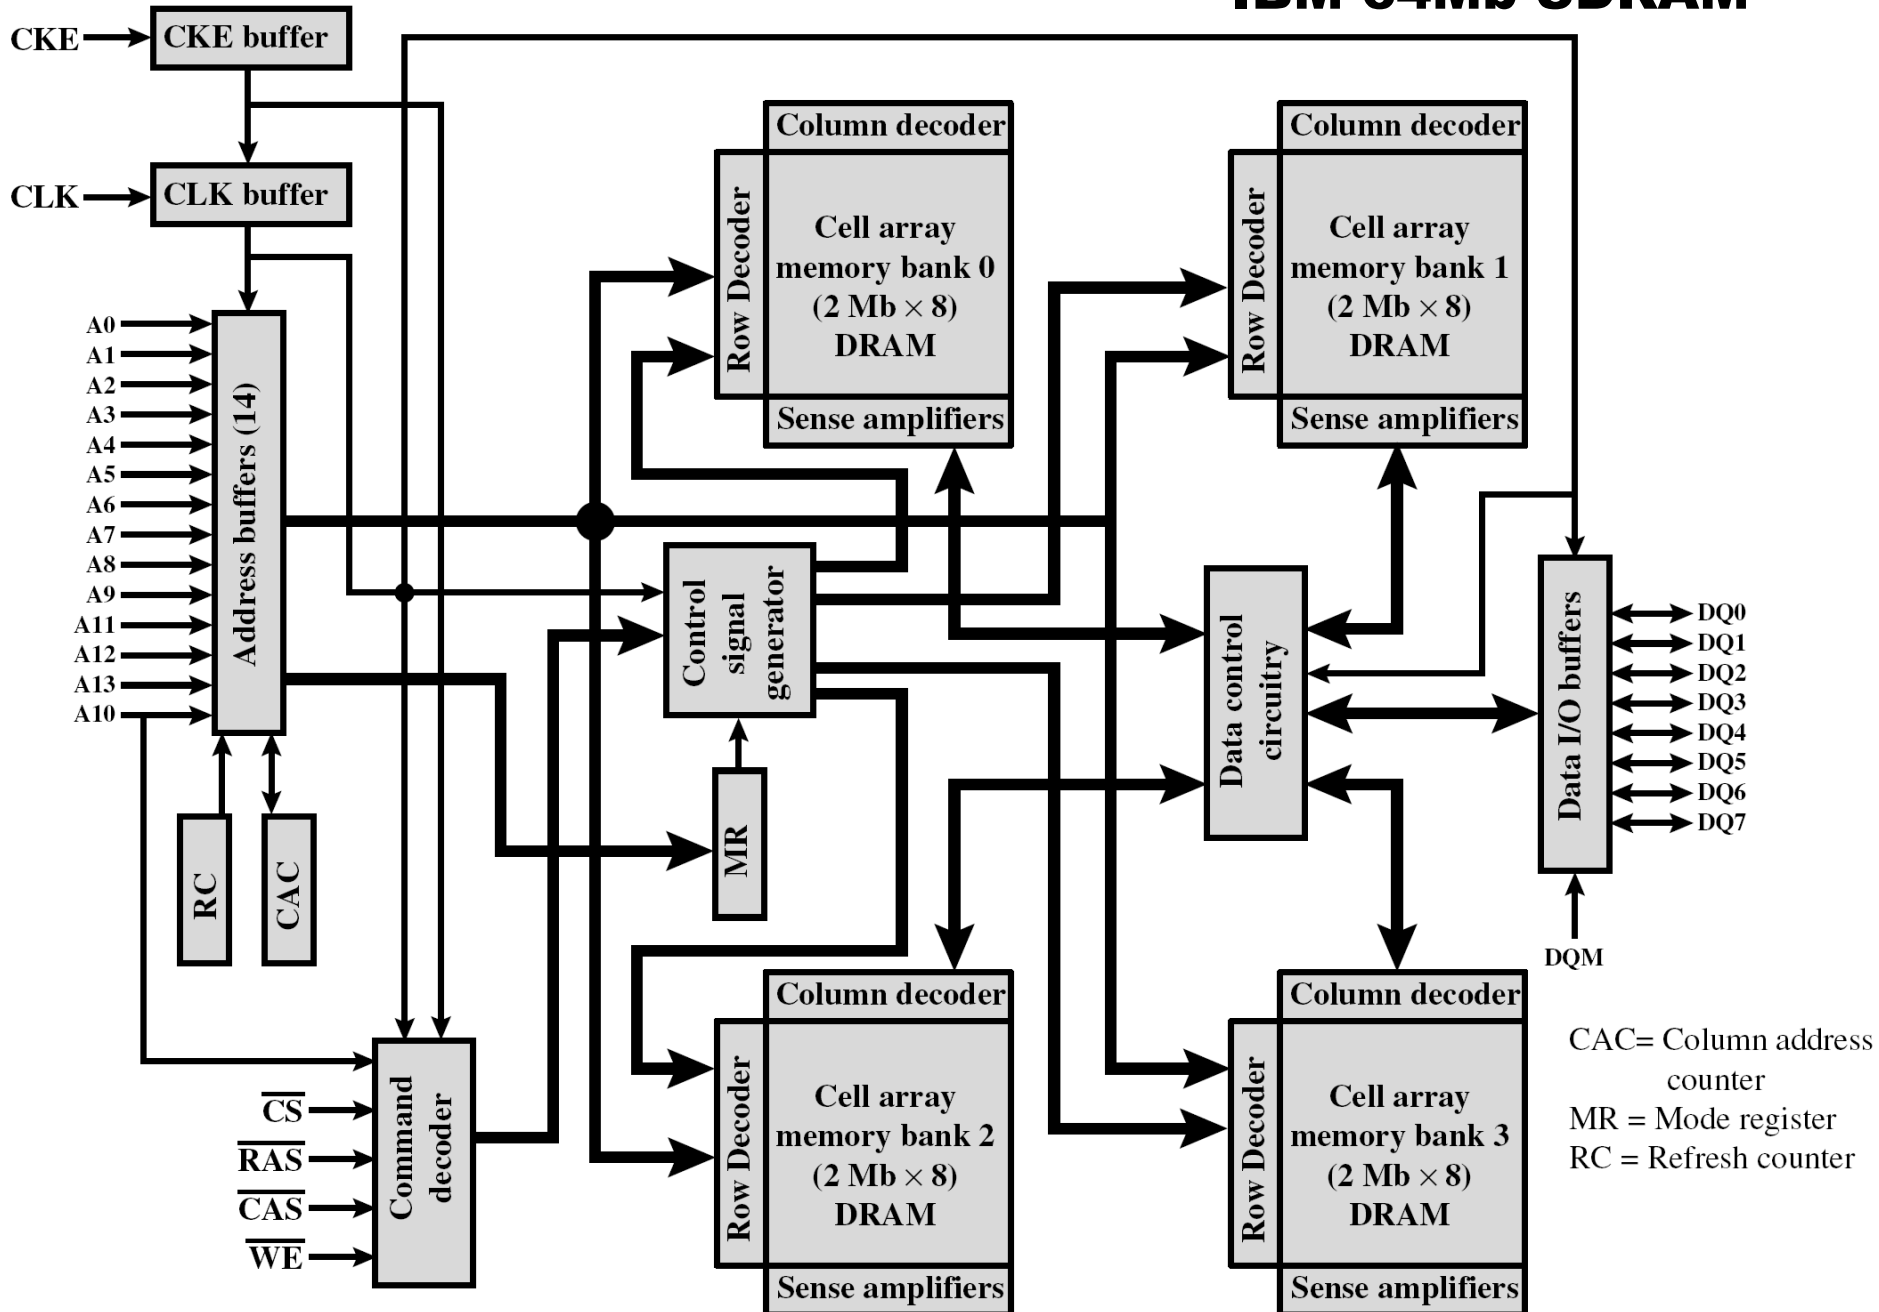 IBM 64Mb SDRAM
CKE
CKE buffer
CLK
CLK buffer
A0
A1
A2
A3
A4
A5
A6
A7
A8
A9
A11
A12
A13
A10
Address buffers (14)
RC
CAC
Column decoder
Row Decoder
Cell array
memory bank 0
(2 Mb × 8)
DRAM
Sense amplifiers
Column decoder
Row Decoder
Cell array
memory bank 1
(2 Mb × 8)
DRAM
Sense amplifiers
Control
signal
generator
MR
Data control
circuitry
Data I/O buffers
DQ0
DQ1
DQ2
DQ3
DQ4
DQ5
DQ6
DQ7
DQM
C̅S̅
R̅A̅S̅
C̅A̅S̅
W̅E̅
Command
decoder
Column decoder
Row Decoder
Cell array
memory bank 2
(2 Mb × 8)
DRAM
Sense amplifiers
Column decoder
Row Decoder
Cell array
memory bank 3
(2 Mb × 8)
DRAM
Sense amplifiers
CAC= Column address
counter
MR = Mode register
RC = Refresh counter